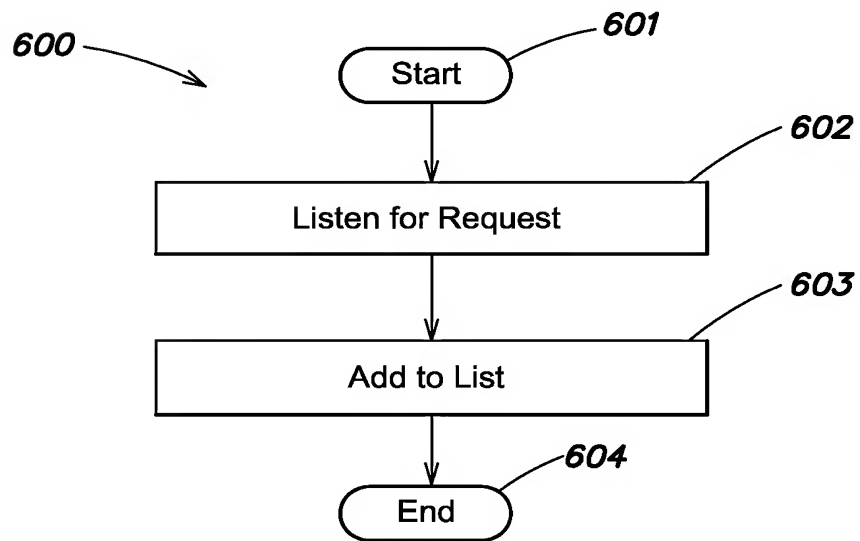 600
601
Start
602
Listen for Request
603
Add to List
604
End